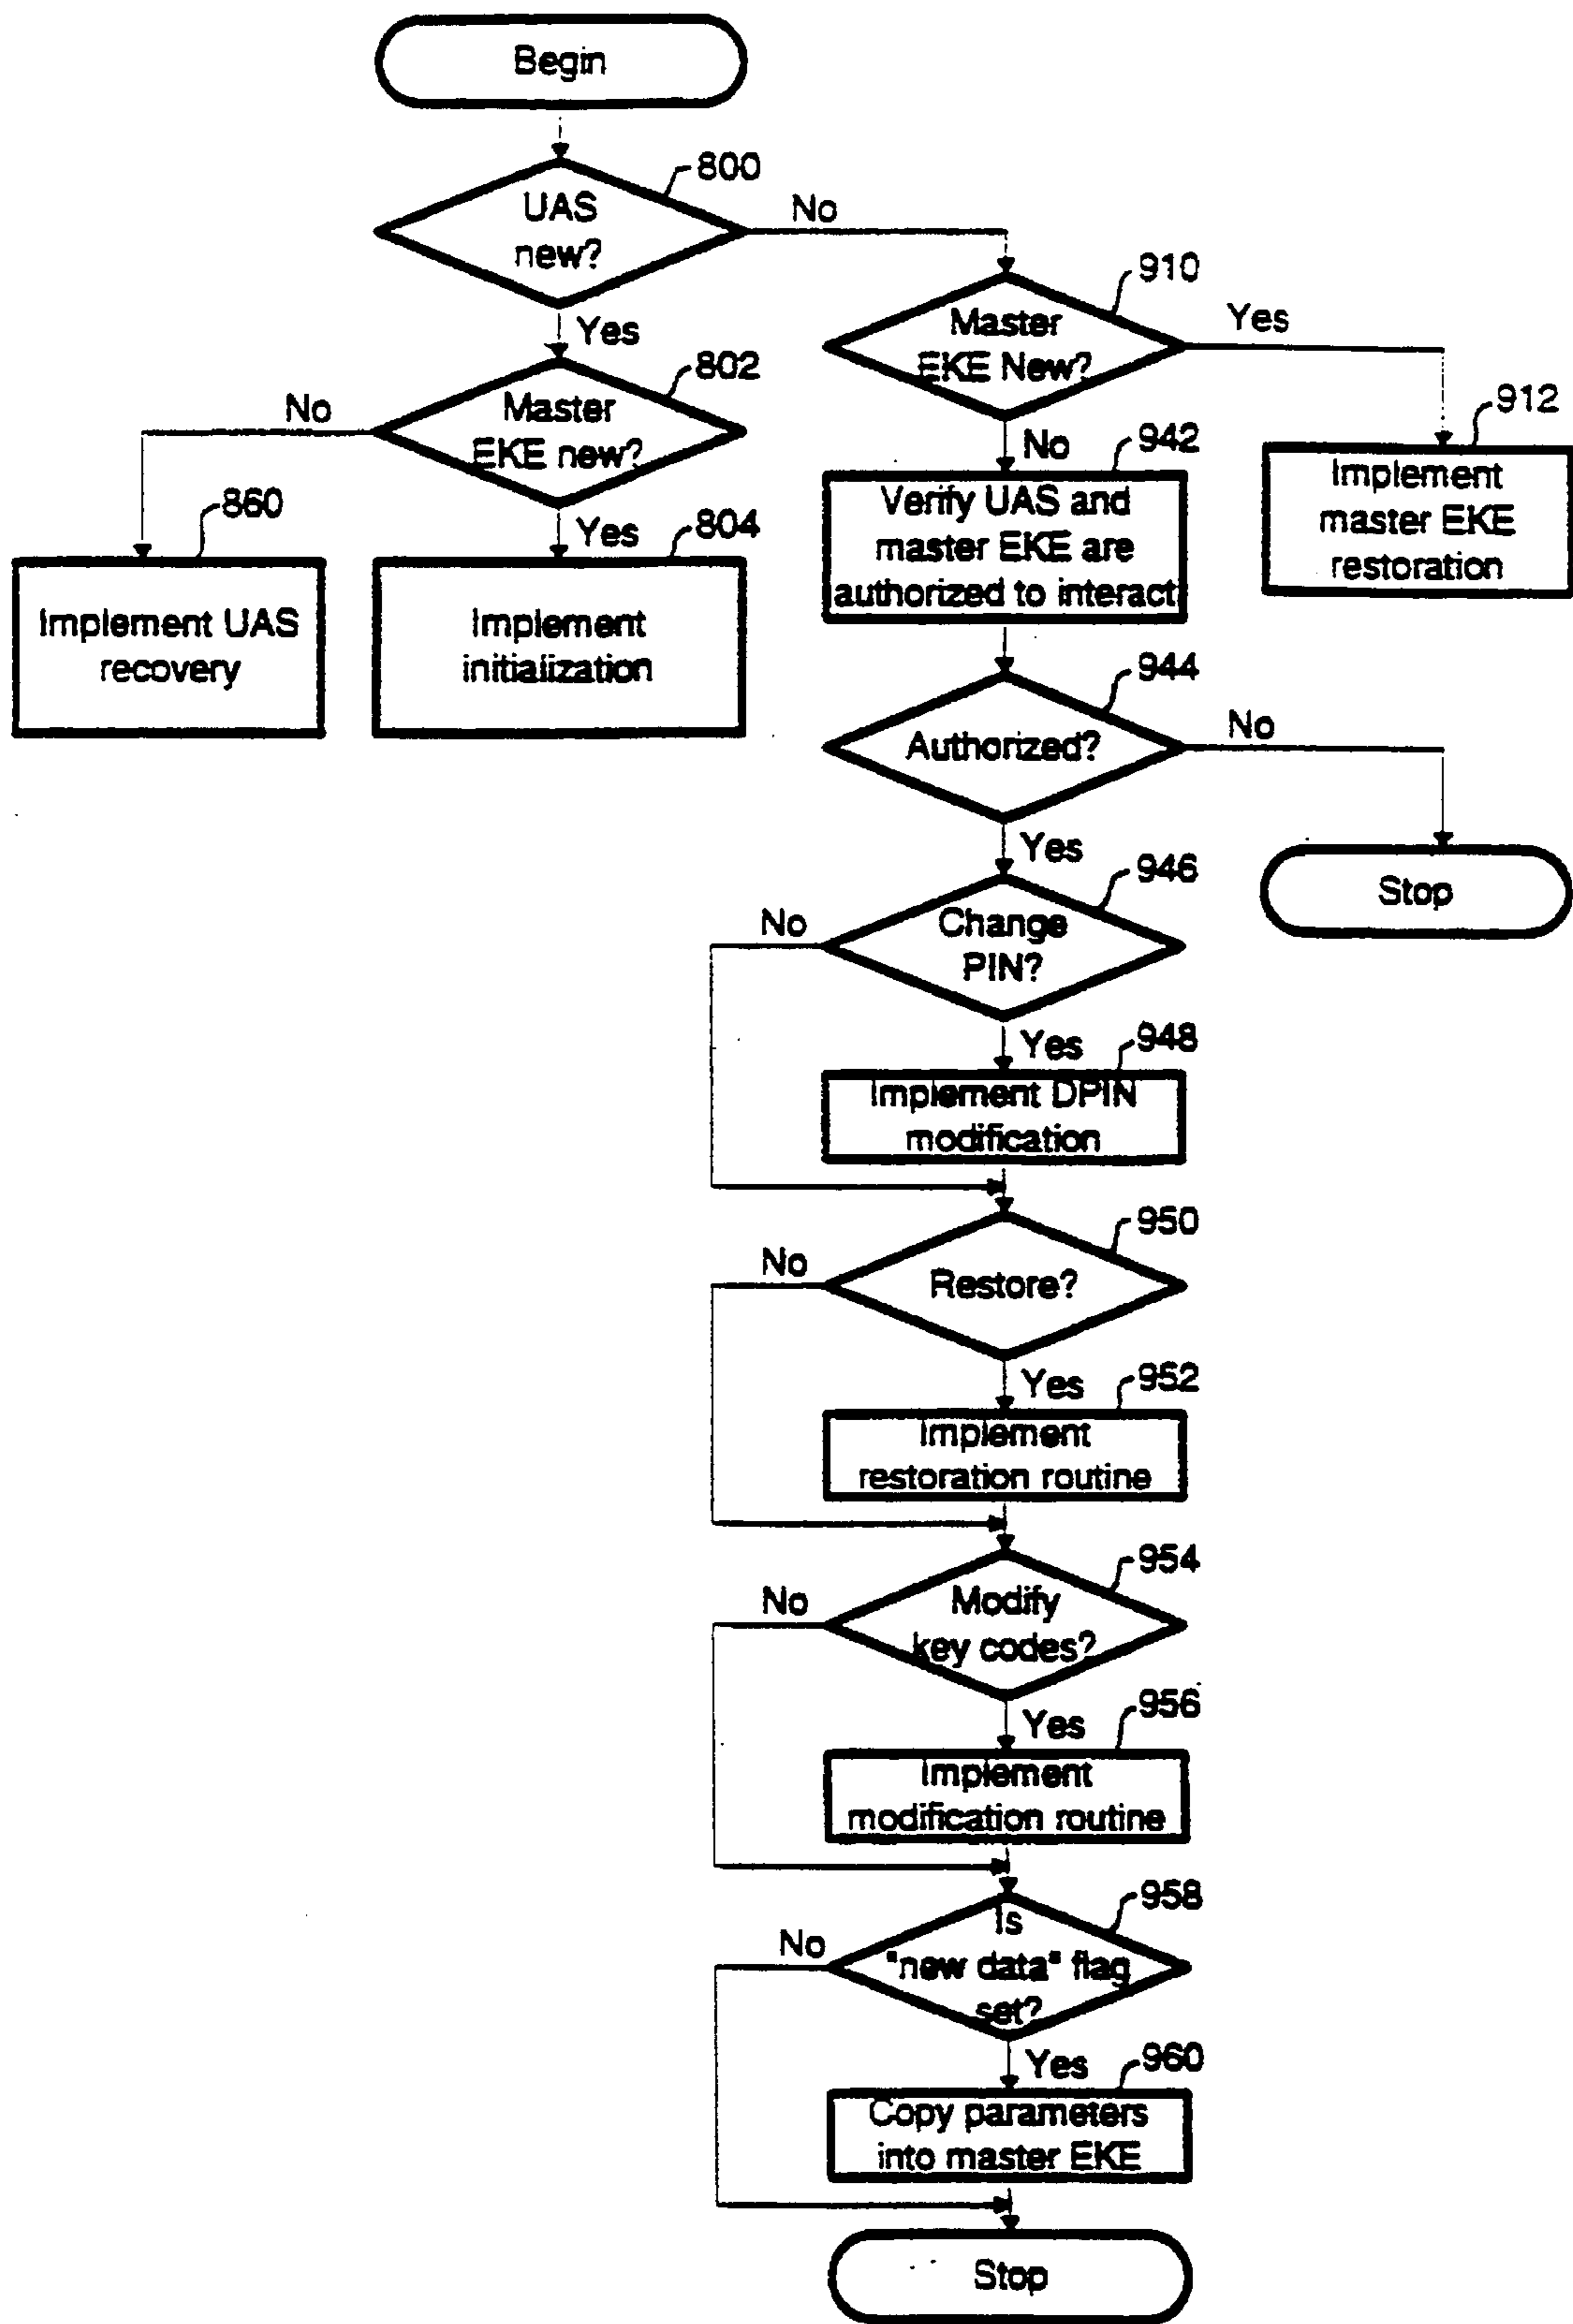 Begin
800
UAS
new?
No
Yes
910
Master
EKE New?
Yes
802
Master
EKE new?
No
Yes
912
Implement
master EKE
restoration
No
942
Verify UAS and
master EKE are
authorized to interact
860
Implement UAS
recovery
804
Implement
initialization
944
Authorized?
No
Yes
Stop
946
Change
PIN?
No
Yes
948
Implement DPIN
modification
950
Restore?
No
Yes
952
Implement
restoration routine
954
Modify
key codes?
No
Yes
956
Implement
modification routine
958
Is
"new data" flag
set?
No
Yes
960
Copy parameters
into master EKE
Stop